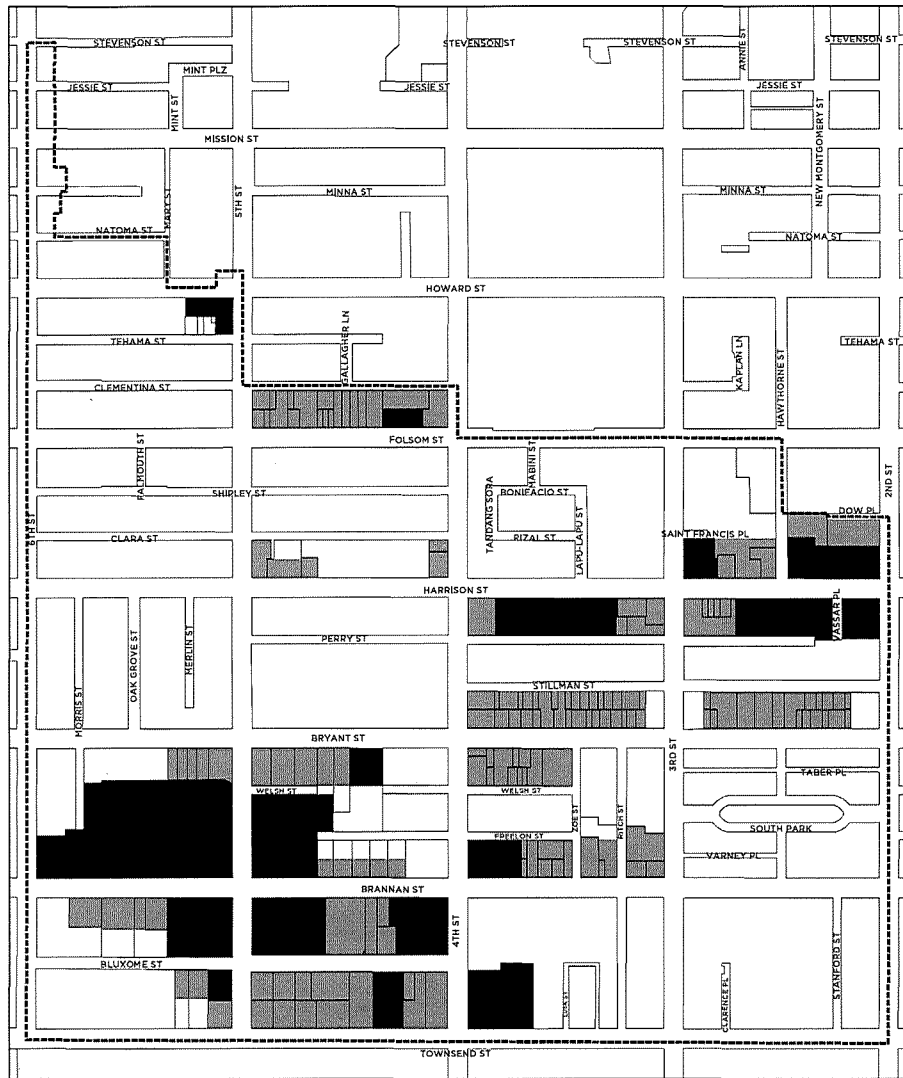 STEVENSON ST
STEVENSON ST
STEVENSON ST
STEVENSON ST
ANNIE ST
MINT PLZ
JESSIE ST
JESSIE ST
JESSIE ST
MINT ST
MISSION ST
NEW MONTGOMERY ST
5TH ST
MINNA ST
MINNA ST
MARY ST
NATOMA ST
NATOMA ST
HOWARD ST
TEHAMA ST
GALLAGHER LN
KAPLAN LN
TEHAMA ST
HAWTHORNE ST
CLEMENTINA ST
FOLSOM ST
FALMOUTH ST
MABINI ST
2ND ST
SHIPLEY ST
TANDANG SORA
BONIFACIO ST
DOW PL
6TH ST
CLARA ST
RIZAL ST
LAPU-LAPU ST
SAINT FRANCIS PL
HARRISON ST
VASSAR PL
PERRY ST
OAK GROVE ST
MERLIN ST
MORRIS ST
STILLMAN ST
BRYANT ST
3RD ST
TABER PL
WELSH ST
WELSH ST
ZOE ST
RITCH ST
SOUTH PARK
FREELON ST
VARNEY PL
BRANNAN ST
4TH ST
STANFORD ST
BLUXOME ST
LUSK ST
CLARENCE PL
TOWNSEND ST